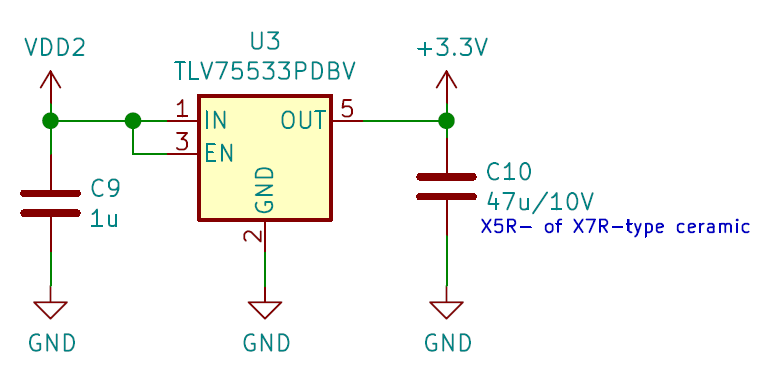 VDD2
U3
TLV75533PDBV
+3.3V
1
IN
OUT
5
3
EN
GND
2
C9
1u
C10
47u/10V
X5R- of X7R-type ceramic
GND
GND
GND